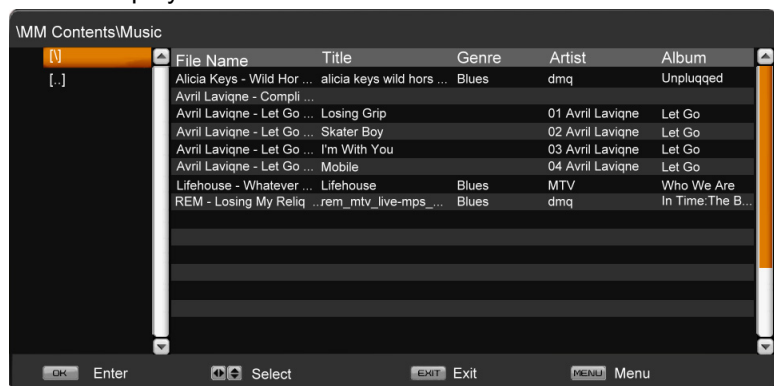 \MM Contents\Music
[\]
[..]
File Name Title Genre Artist Album
Alicia Keys - Wild Hor ... alicia keys wild hors ... Blues dmq Unpluqqed
Avril Laviqne - Compli ...
Avril Laviqne - Let Go ... Losing Grip 01 Avril Laviqne Let Go
Avril Laviqne - Let Go ... Skater Boy 02 Avril Laviqne Let Go
Avril Laviqne - Let Go ... I'm With You 03 Avril Laviqne Let Go
Avril Laviqne - Let Go ... Mobile 04 Avril Laviqne Let Go
Lifehouse - Whatever ... Lifehouse Blues MTV Who We Are
REM - Losing My Reliq ...rem_mtv_live-mps_... Blues dmq In Time:The B...
OK Enter Select EXIT Exit MENU Menu